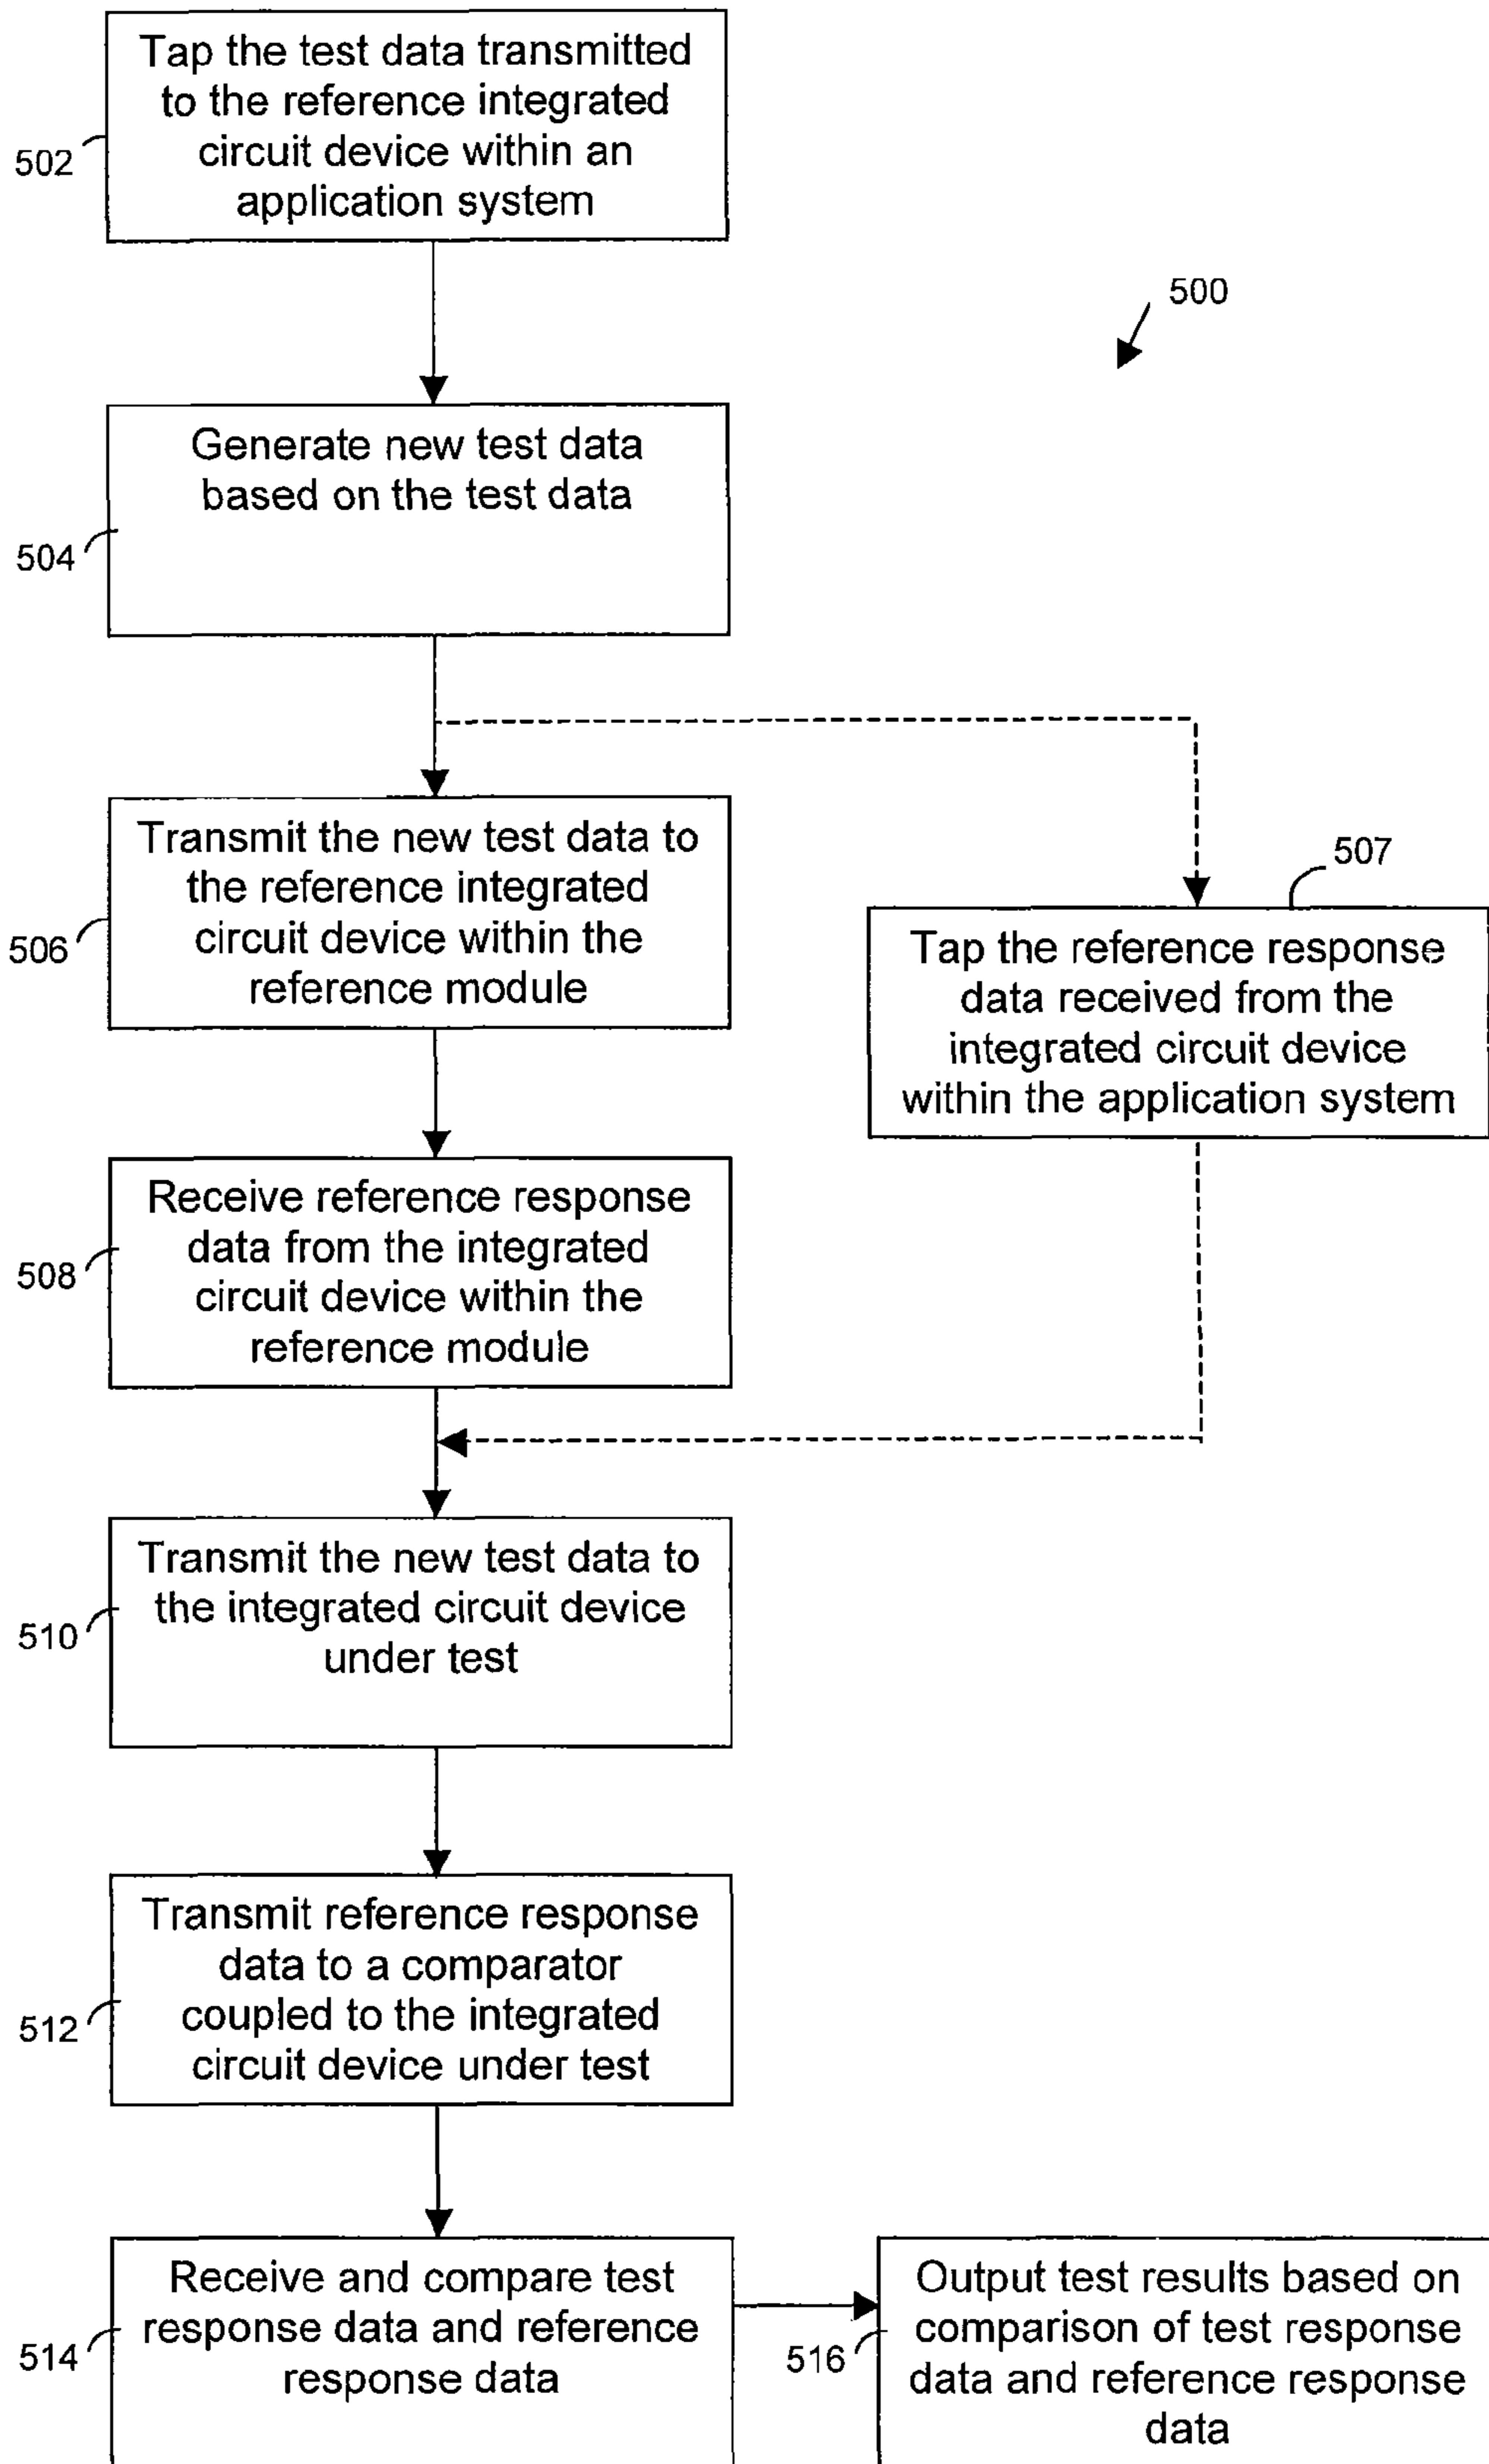 Tap the test data transmitted
to the reference integrated
circuit device within an
application system
502
500
Generate new test data
based on the test data
504
Transmit the new test data to
the reference integrated
circuit device within the
reference module
506
507
Tap the reference response
data received from the
integrated circuit device
within the application system
Receive reference response
data from the integrated
circuit device within the
reference module
508
Transmit the new test data to
the integrated circuit device
under test
510
Transmit reference response
data to a comparator
coupled to the integrated
circuit device under test
512
Receive and compare test
response data and reference
response data
514
Output test results based on
comparison of test response
data and reference response
data
516